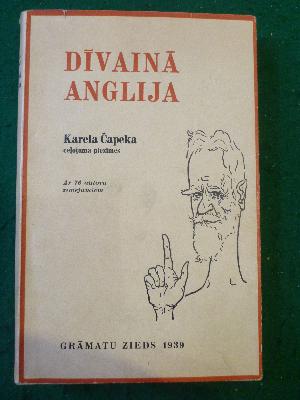 DĪVAINĀ
ANGLIJA
Karela Čapeka
ceļojuma piezīmes
Ar 76 autora
zīmējumiem
GRĀMATU ZIEDS 1939